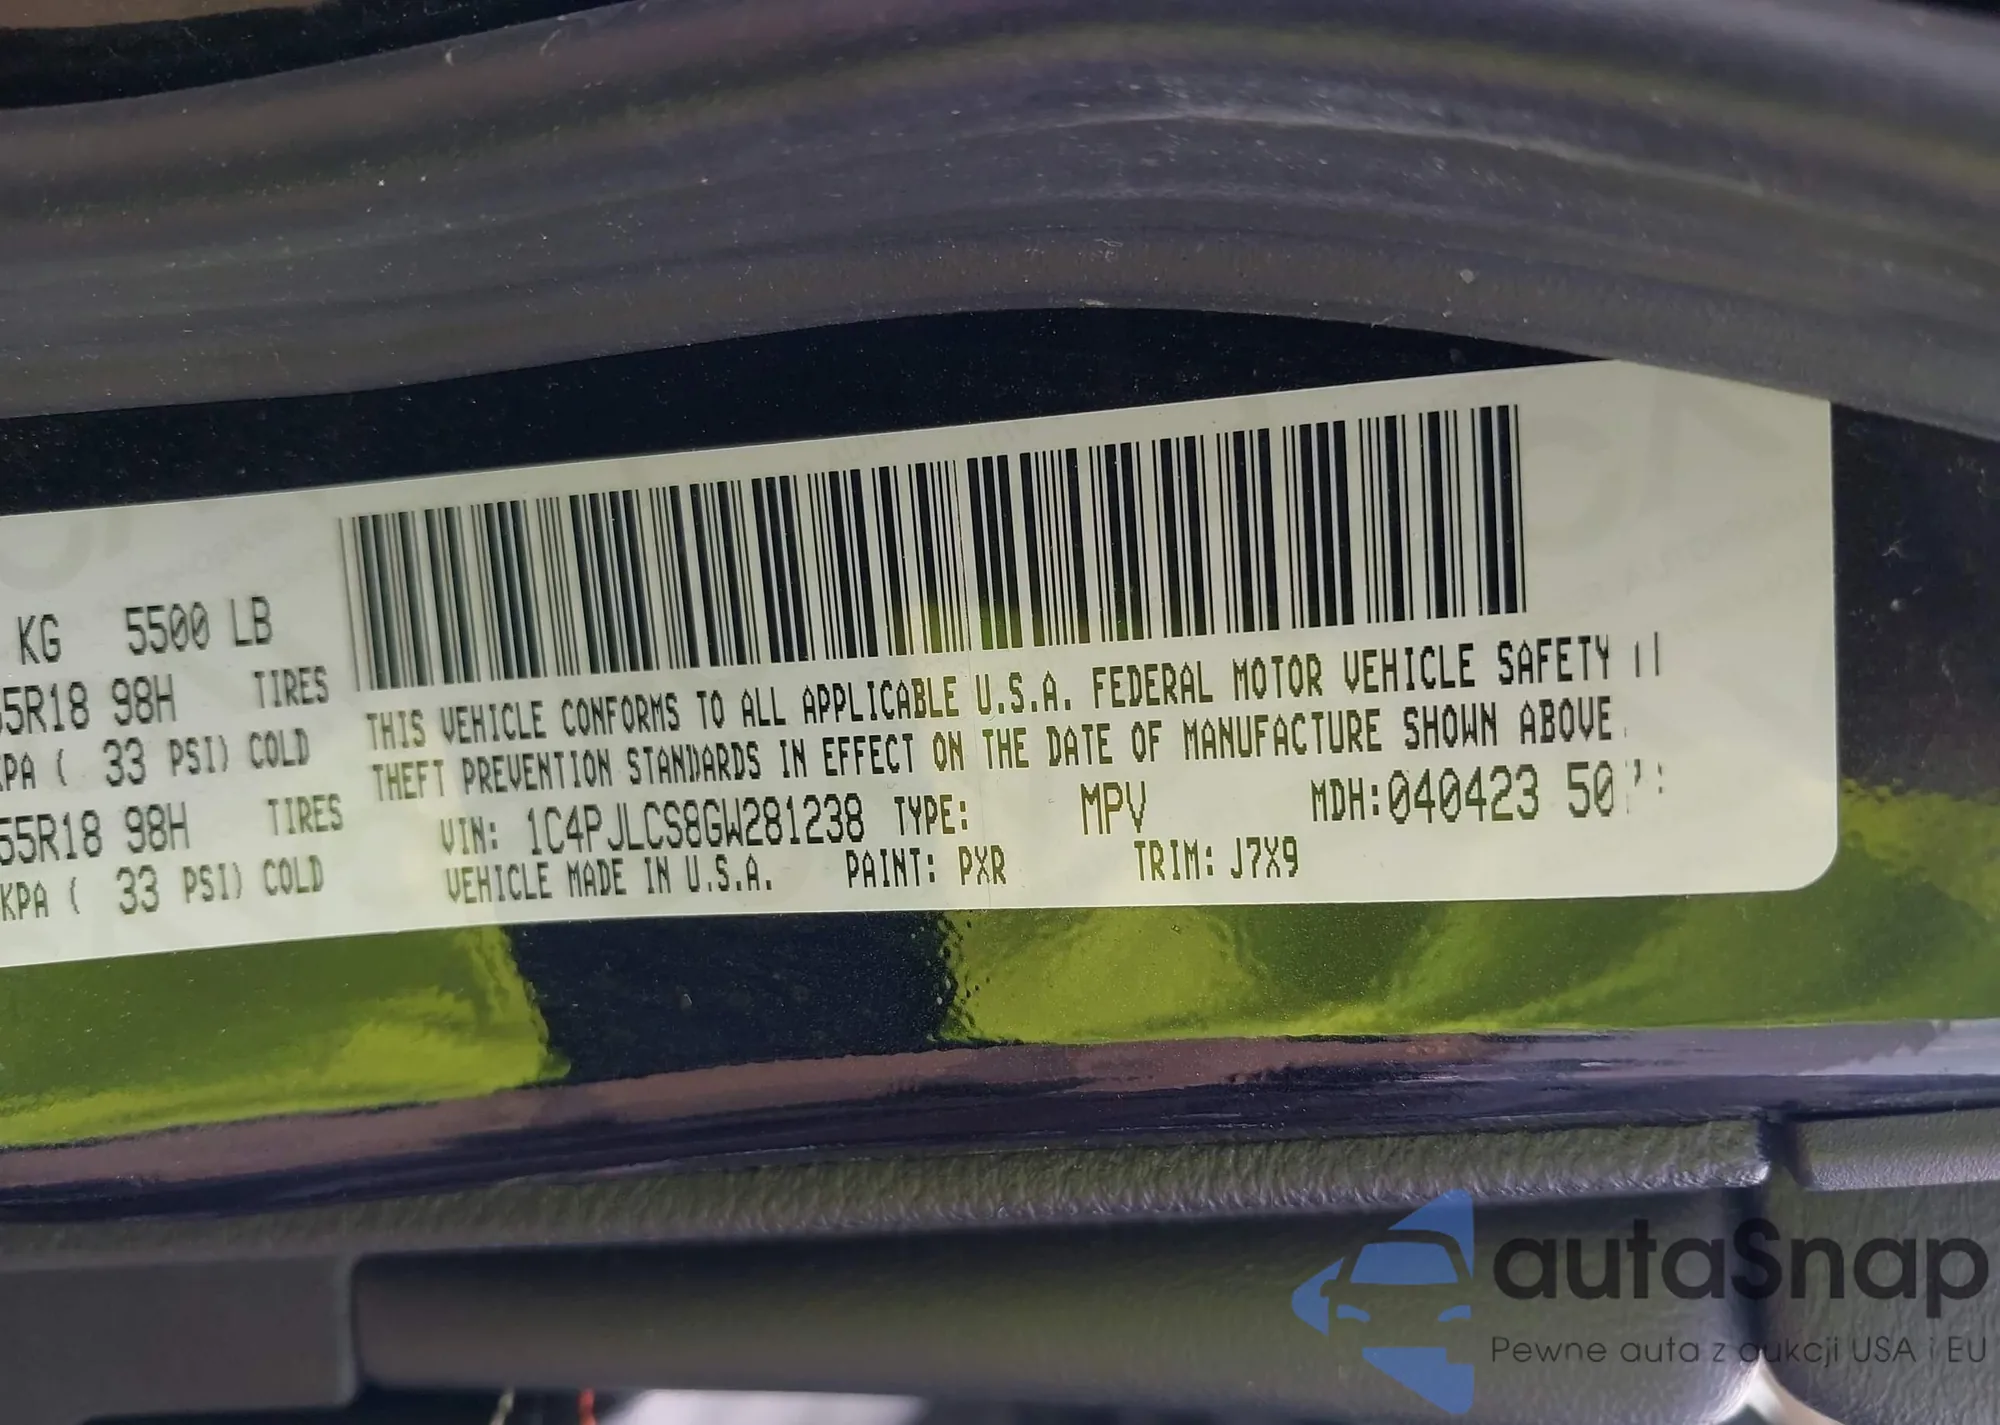 KG 5500 LB
55R18 98H TIRES
KPA ( 33 PSI) COLD
55R18 98H TIRES
KPA ( 33 PSI) COLD
THIS VEHICLE CONFORMS TO ALL APPLICABLE U.S.A. FEDERAL MOTOR VEHICLE SAFETY
THEFT PREVENTION STANDARDS IN EFFECT ON THE DATE OF MANUFACTURE SHOWN ABOVE.
VIN: 1C4PJLCS8GW281238 TYPE: MPV MDH:040423 50
VEHICLE MADE IN U.S.A. PAINT: PXR TRIM: J7X9
autaSnap
Pewne auta z aukcji USA i EU